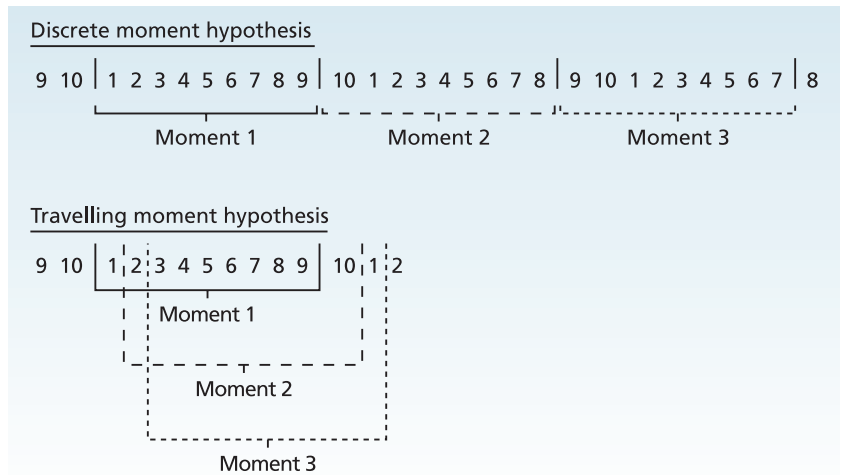 Discrete moment hypothesis
9 10 1 2 3 4 5 6 7 8 9 10 1 2 3 4 5 6 7 8 9 10 1 2 3 4 5 6 7 8
Moment 1 Moment 2 Moment 3
Travelling moment hypothesis
9 10 1 2 3 4 5 6 7 8 9 10 1 2
Moment 1
Moment 2
Moment 3